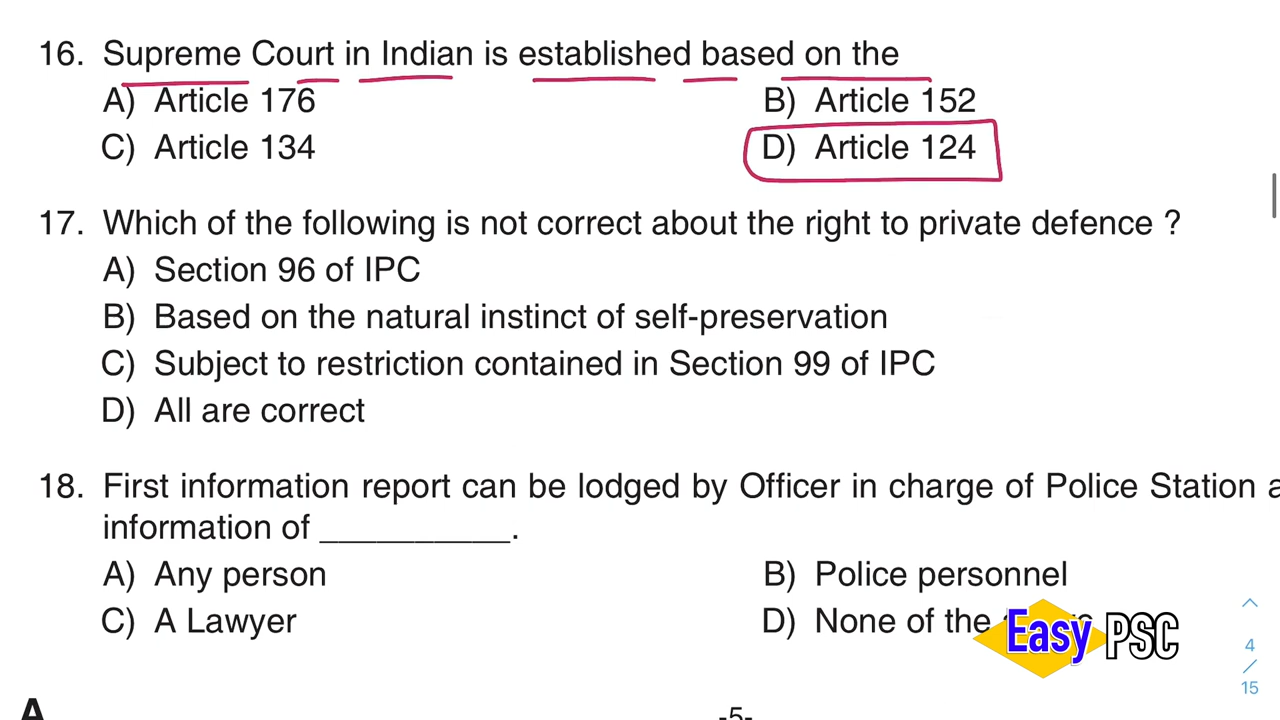 16. Supreme Court in Indian is established based on the
A) Article 176 B) Article 152
C) Article 134 D) Article 124
17. Which of the following is not correct about the right to private defence ?
A) Section 96 of IPC
B) Based on the natural instinct of self-preservation
C) Subject to restriction contained in Section 99 of IPC
D) All are correct
18. First information report can be lodged by Officer in charge of Police Station
information of ___________.
A) Any person B) Police personnel
C) A Lawyer D) None of the
Easy PSC
4
/
15
A -5-